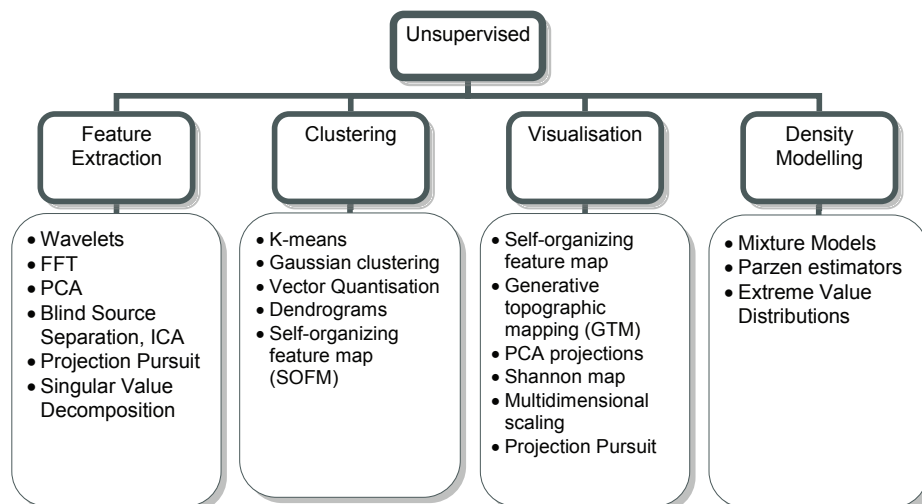 Unsupervised
Feature
Extraction
Clustering
Visualisation
Density
Modelling
• Wavelets
• FFT
• PCA
• Blind Source
Separation, ICA
• Projection Pursuit
• Singular Value
Decomposition
• K-means
• Gaussian clustering
• Vector Quantisation
• Dendrograms
• Self-organizing
feature map
(SOFM)
• Self-organizing
feature map
• Generative
topographic
mapping (GTM)
• PCA projections
• Shannon map
• Multidimensional
scaling
• Projection Pursuit
• Mixture Models
• Parzen estimators
• Extreme Value
Distributions